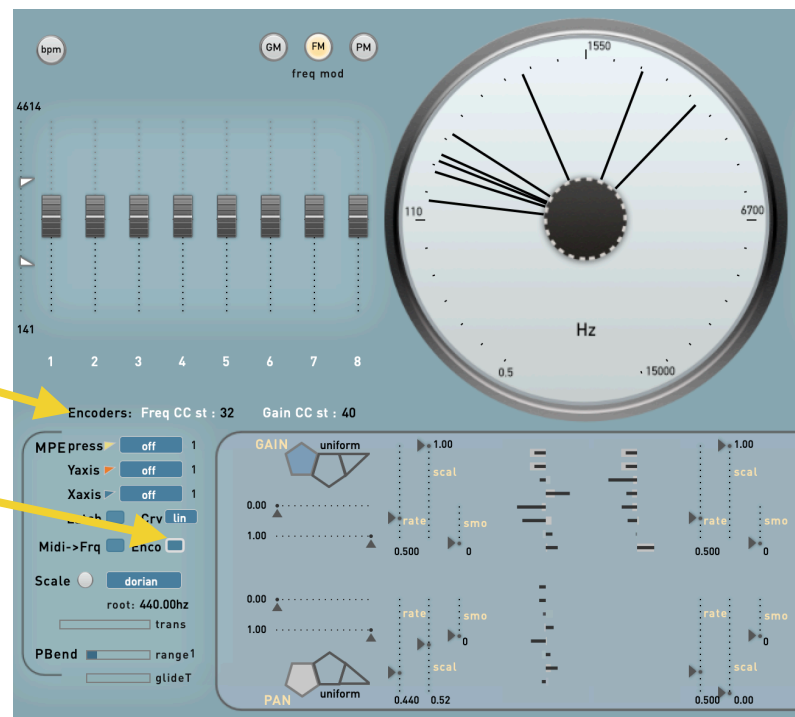 bpm
GM FM PM
freq mod
4614
141
1 2 3 4 5 6 7 8
1550
110
6700
Hz
0.5
15000
Encoders: Freq CC st : 32 Gain CC st : 40
MPE press off 1
Yaxis off 1
Xaxis off 1
Crv lin
Midi->Frq Enco
Scale dorian
root: 440.00hz
trans
PBend range1
glideT
GAIN uniform
1.00
scal
0.00
1.00
rate
smo
0.500
0
1.00
scal
rate
smo
0.500
0
0.00
1.00
rate
smo
0
scal
PAN uniform
0.440 0.52
rate
smo
0
scal
0.500 0.00